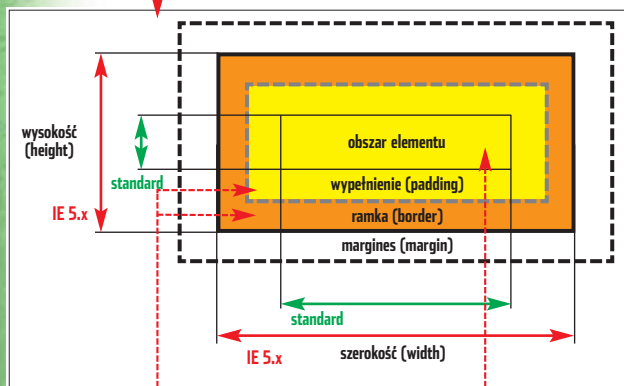 wysokość
(height)
standard
IE 5.x
obszar elementu
wypełnienie (padding)
ramka (border)
margines (margin)
standard
IE 5.x
szerokość (width)